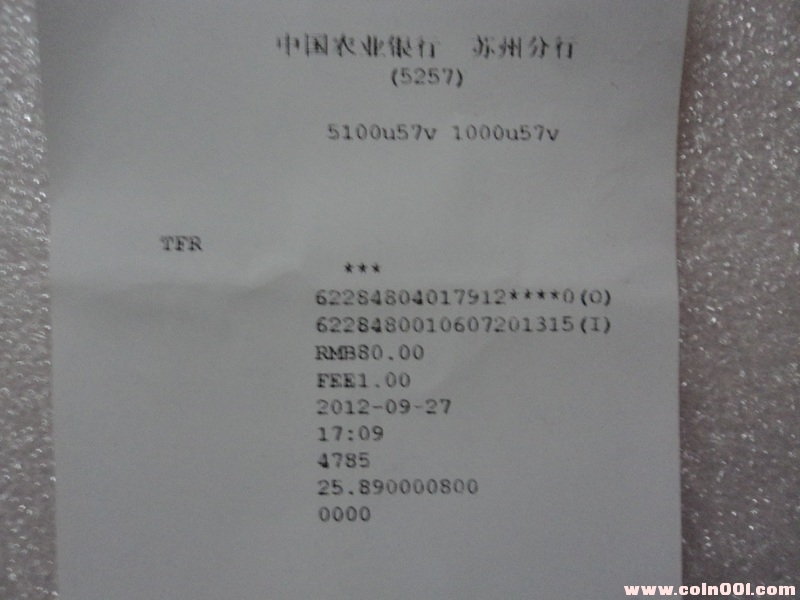 中国农业银行 苏州分行
(5257)
5100u57v 1000u57v
TFR
***
62284804017912****0(O)
6228480010607201315(I)
RMB80.00
FEE1.00
2012-09-27
17:09
4785
25.890000800
0000
www.coin001.com